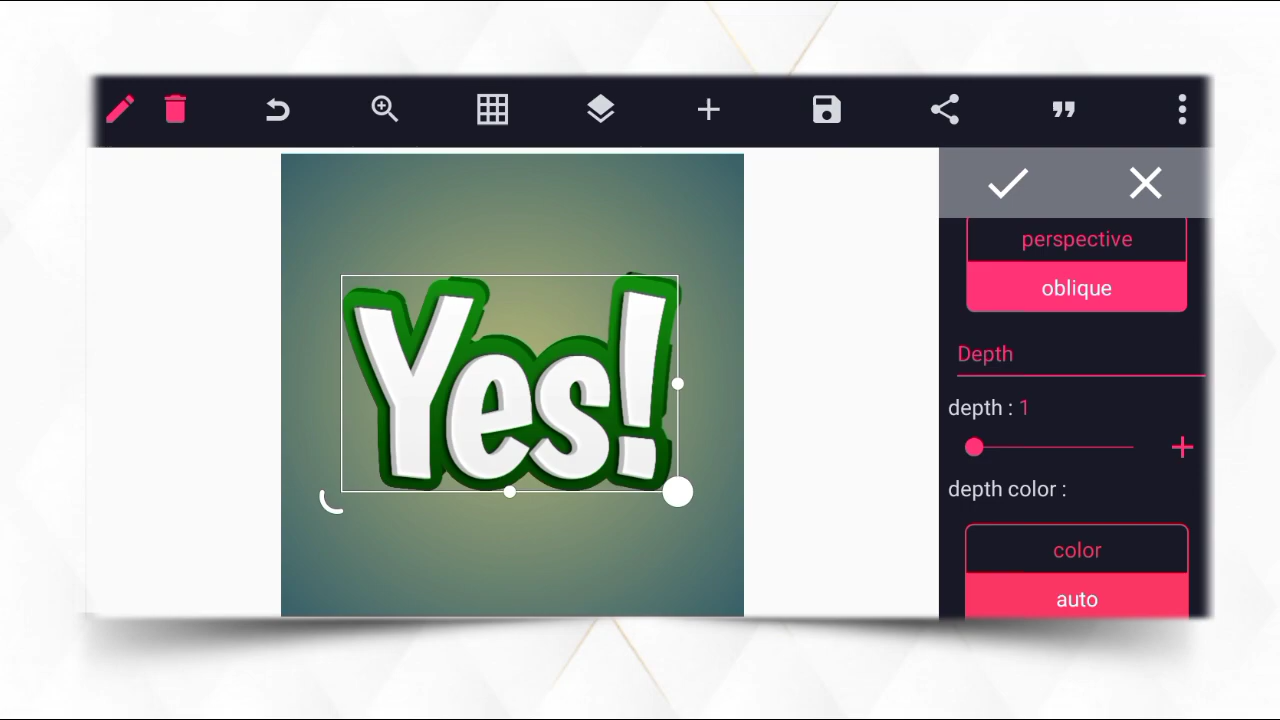 Yes!
perspective
oblique
Depth
depth : 1
depth color :
color
auto